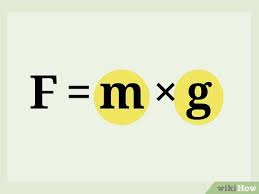 F = m × g
wikiHow